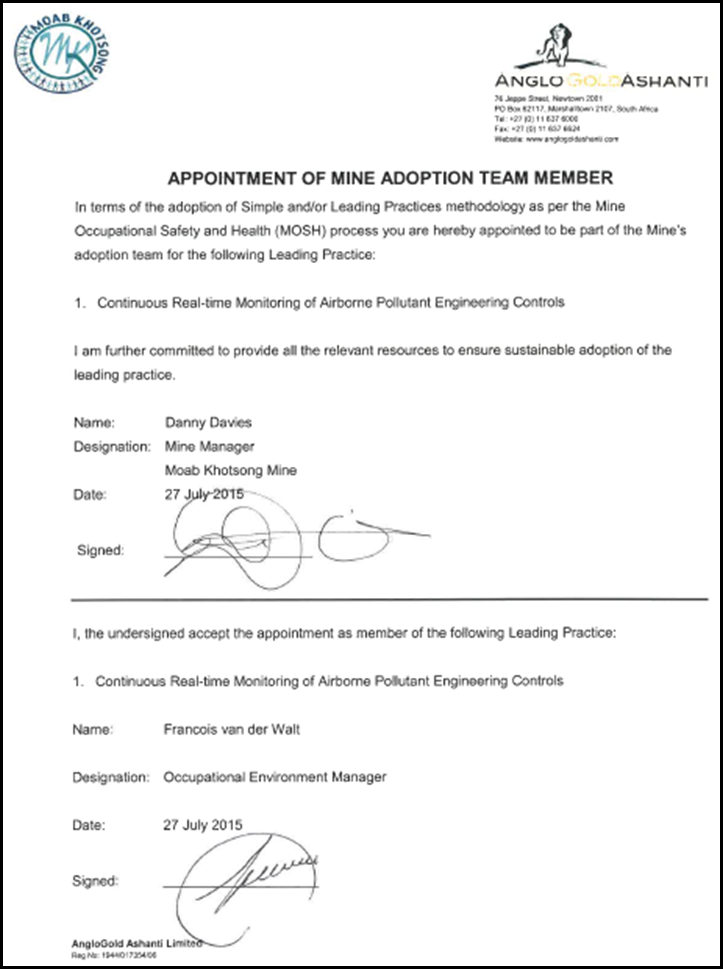 MOAB KHOTSONG
MK
ANGLOGOLDASHANTI
76 Jeppe Street, Newtown 2001
PO Box 62117, Marshalltown 2107, South Africa
Tel: +27 (0) 11 637 6000
Fax: +27 (0) 11 637 6624
Website: www.anglogoldashanti.com
APPOINTMENT OF MINE ADOPTION TEAM MEMBER
In terms of the adoption of Simple and/or Leading Practices methodology as per the Mine
Occupational Safety and Health (MOSH) process you are hereby appointed to be part of the Mine's
adoption team for the following Leading Practice:
1. Continuous Real-time Monitoring of Airborne Pollutant Engineering Controls
I am further committed to provide all the relevant resources to ensure sustainable adoption of the
leading practice.
Name: Danny Davies
Designation: Mine Manager
Moab Khotsong Mine
Date: 27 July 2015
Signed:
I, the undersigned accept the appointment as member of the following Leading Practice:
1. Continuous Real-time Monitoring of Airborne Pollutant Engineering Controls
Name: Francois van der Walt
Designation: Occupational Environment Manager
Date: 27 July 2015
Signed:
AngloGold Ashanti Limited
Reg No: 1944/017354/06